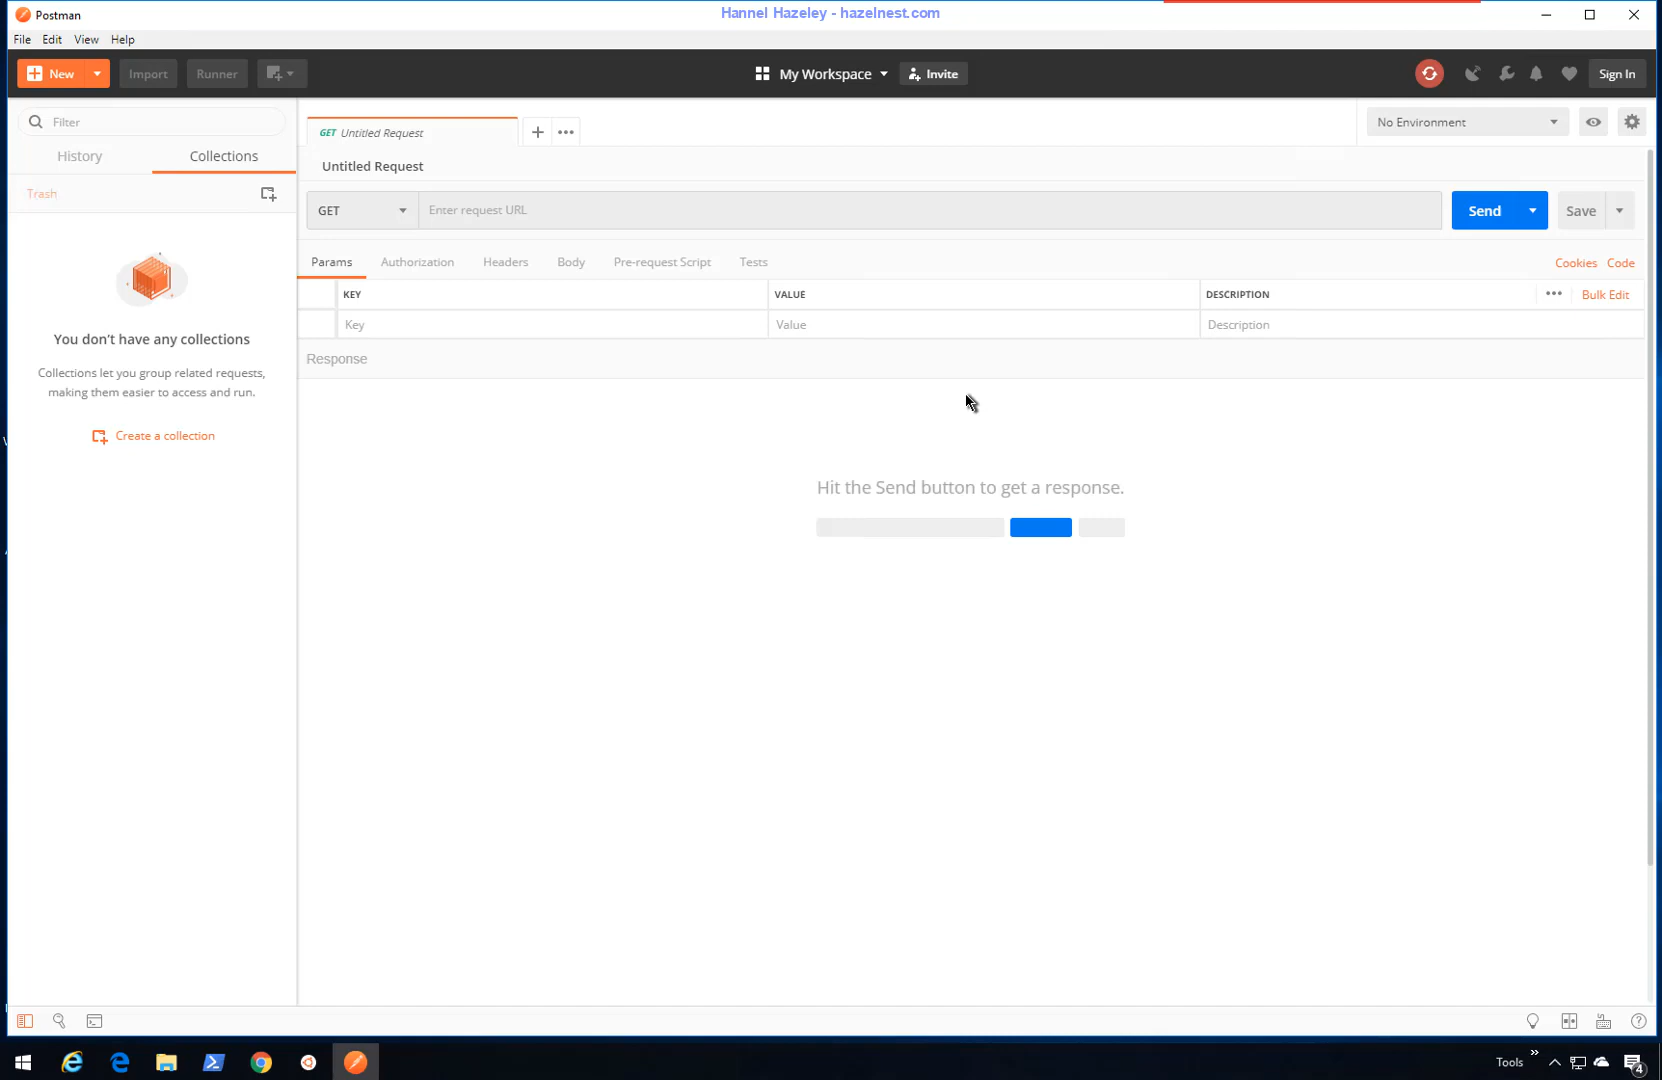 Postman
Hannel Hazeley - hazelnest.com
File Edit View Help
New Import Runner My Workspace Invite Sign In
Filter
GET Untitled Request
No Environment
History Collections
Untitled Request
Trash
GET Enter request URL Send Save
Params Authorization Headers Body Pre-request Script Tests Cookies Code
KEY VALUE DESCRIPTION Bulk Edit
Key Value Description
You don't have any collections
Response
Collections let you group related requests,
making them easier to access and run.
Create a collection
Hit the Send button to get a response.
Tools
4